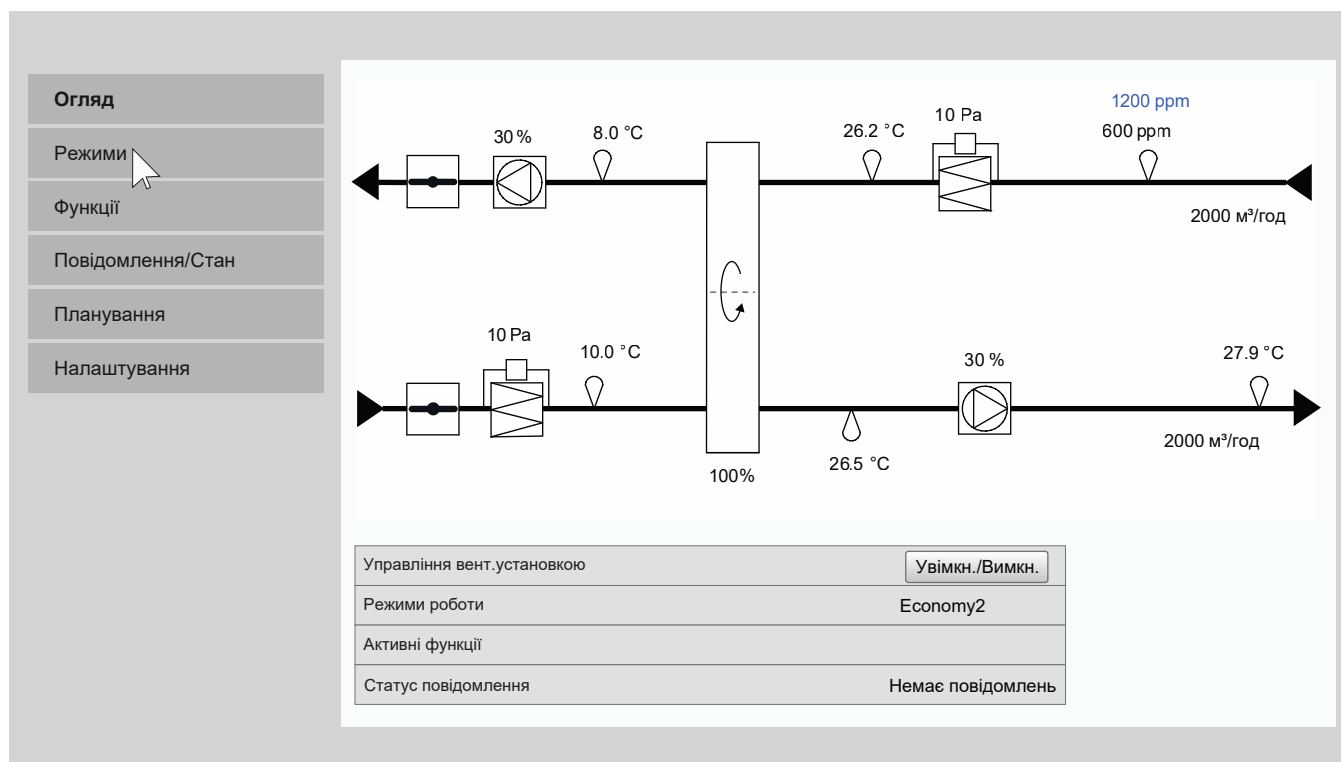 Огляд
Режими
Функції
Повідомлення/Стан
Планування
Налаштування
1200 ppm
30 %
8.0 °C
26.2 °C
10 Pa
600 ppm
2000 м³/год
10 Pa
10.0 °C
30 %
27.9 °C
2000 м³/год
100%
26.5 °C
Управління вент.установкою Увімкн./Вимкн.
Режими роботи Economy2
Активні функції
Статус повідомлення Немає повідомлень